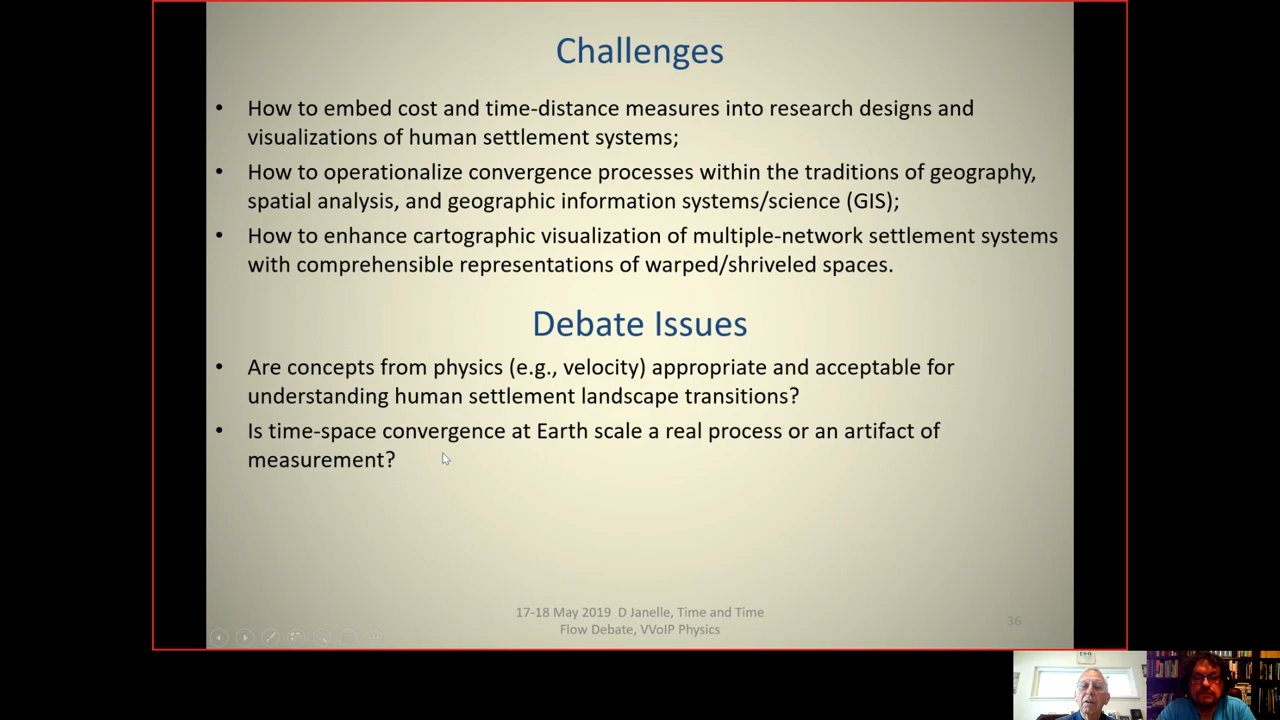 Challenges
• How to embed cost and time-distance measures into research designs and
visualizations of human settlement systems;
• How to operationalize convergence processes within the traditions of geography,
spatial analysis, and geographic information systems/science (GIS);
• How to enhance cartographic visualization of multiple-network settlement systems
with comprehensible representations of warped/shriveled spaces.
Debate Issues
• Are concepts from physics (e.g., velocity) appropriate and acceptable for
understanding human settlement landscape transitions?
• Is time-space convergence at Earth scale a real process or an artifact of
measurement?
17-18 May 2019 D Janelle, Time and Time
Flow Debate, VVoIP Physics
36